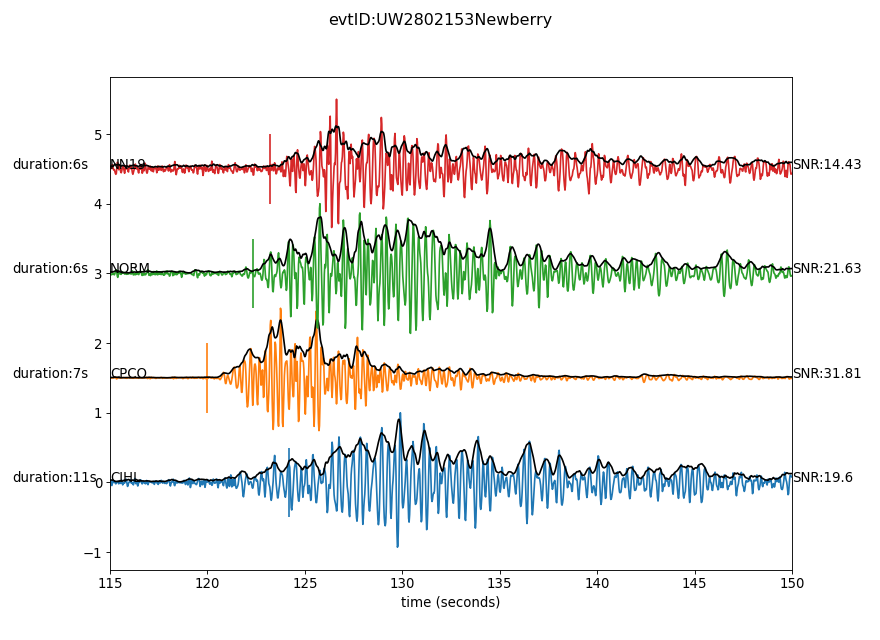 evtID:UW2802153Newberry
5
duration:6s NN19 SNR:14.43
4
duration:6s NORM SNR:21.63
3
2
duration:7s CPCO SNR:31.81
1
duration:11s CIHL SNR:19.6
0
−1
115 120 125 130 135 140 145 150
time (seconds)